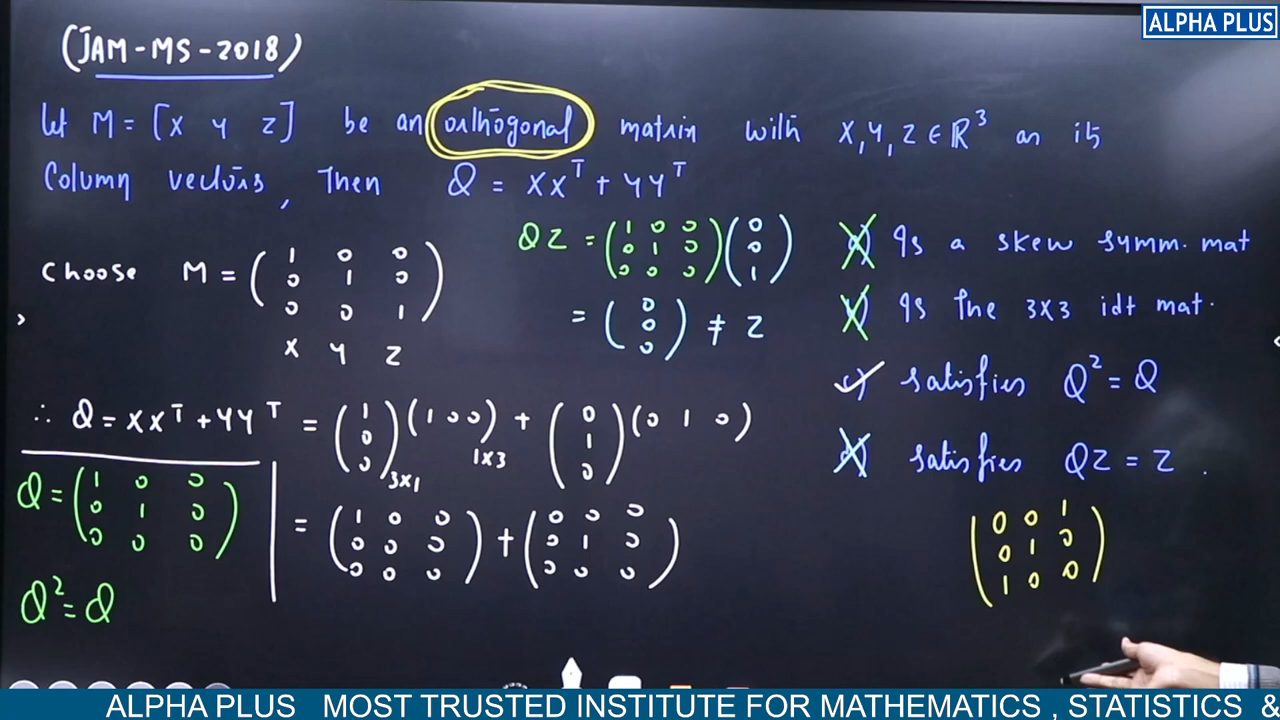 ALPHA PLUS
(JAM-MS-2018)
Let M = [X Y Z] be an orthogonal matrix with X, Y, Z ∈ ℝ³ as its
Column vectors, Then Q = XXᵀ + YYᵀ
Choose M = ( 1 0 0
0 1 0
0 0 1 )
X Y Z
QZ = ( 1 0 0
0 1 0
0 0 0 ) ( 0
0
1 )
= ( 0
0
0 ) ≠ Z
a) Is a skew symm. mat
b) Is the 3x3 idt mat.
c) satisfies Q² = Q
d) satisfies QZ = Z.
∴ Q = XXᵀ + YYᵀ = ( 1
0
0 )3x1 ( 1 0 0 )1x3 + ( 0
1
0 ) ( 0 1 0 )
= ( 1 0 0
0 0 0
0 0 0 ) + ( 0 0 0
0 1 0
0 0 0 )
Q = ( 1 0 0
0 1 0
0 0 0 )
Q² = Q
( 0 0 1
0 1 0
1 0 0 )
ALPHA PLUS MOST TRUSTED INSTITUTE FOR MATHEMATICS , STATISTICS &